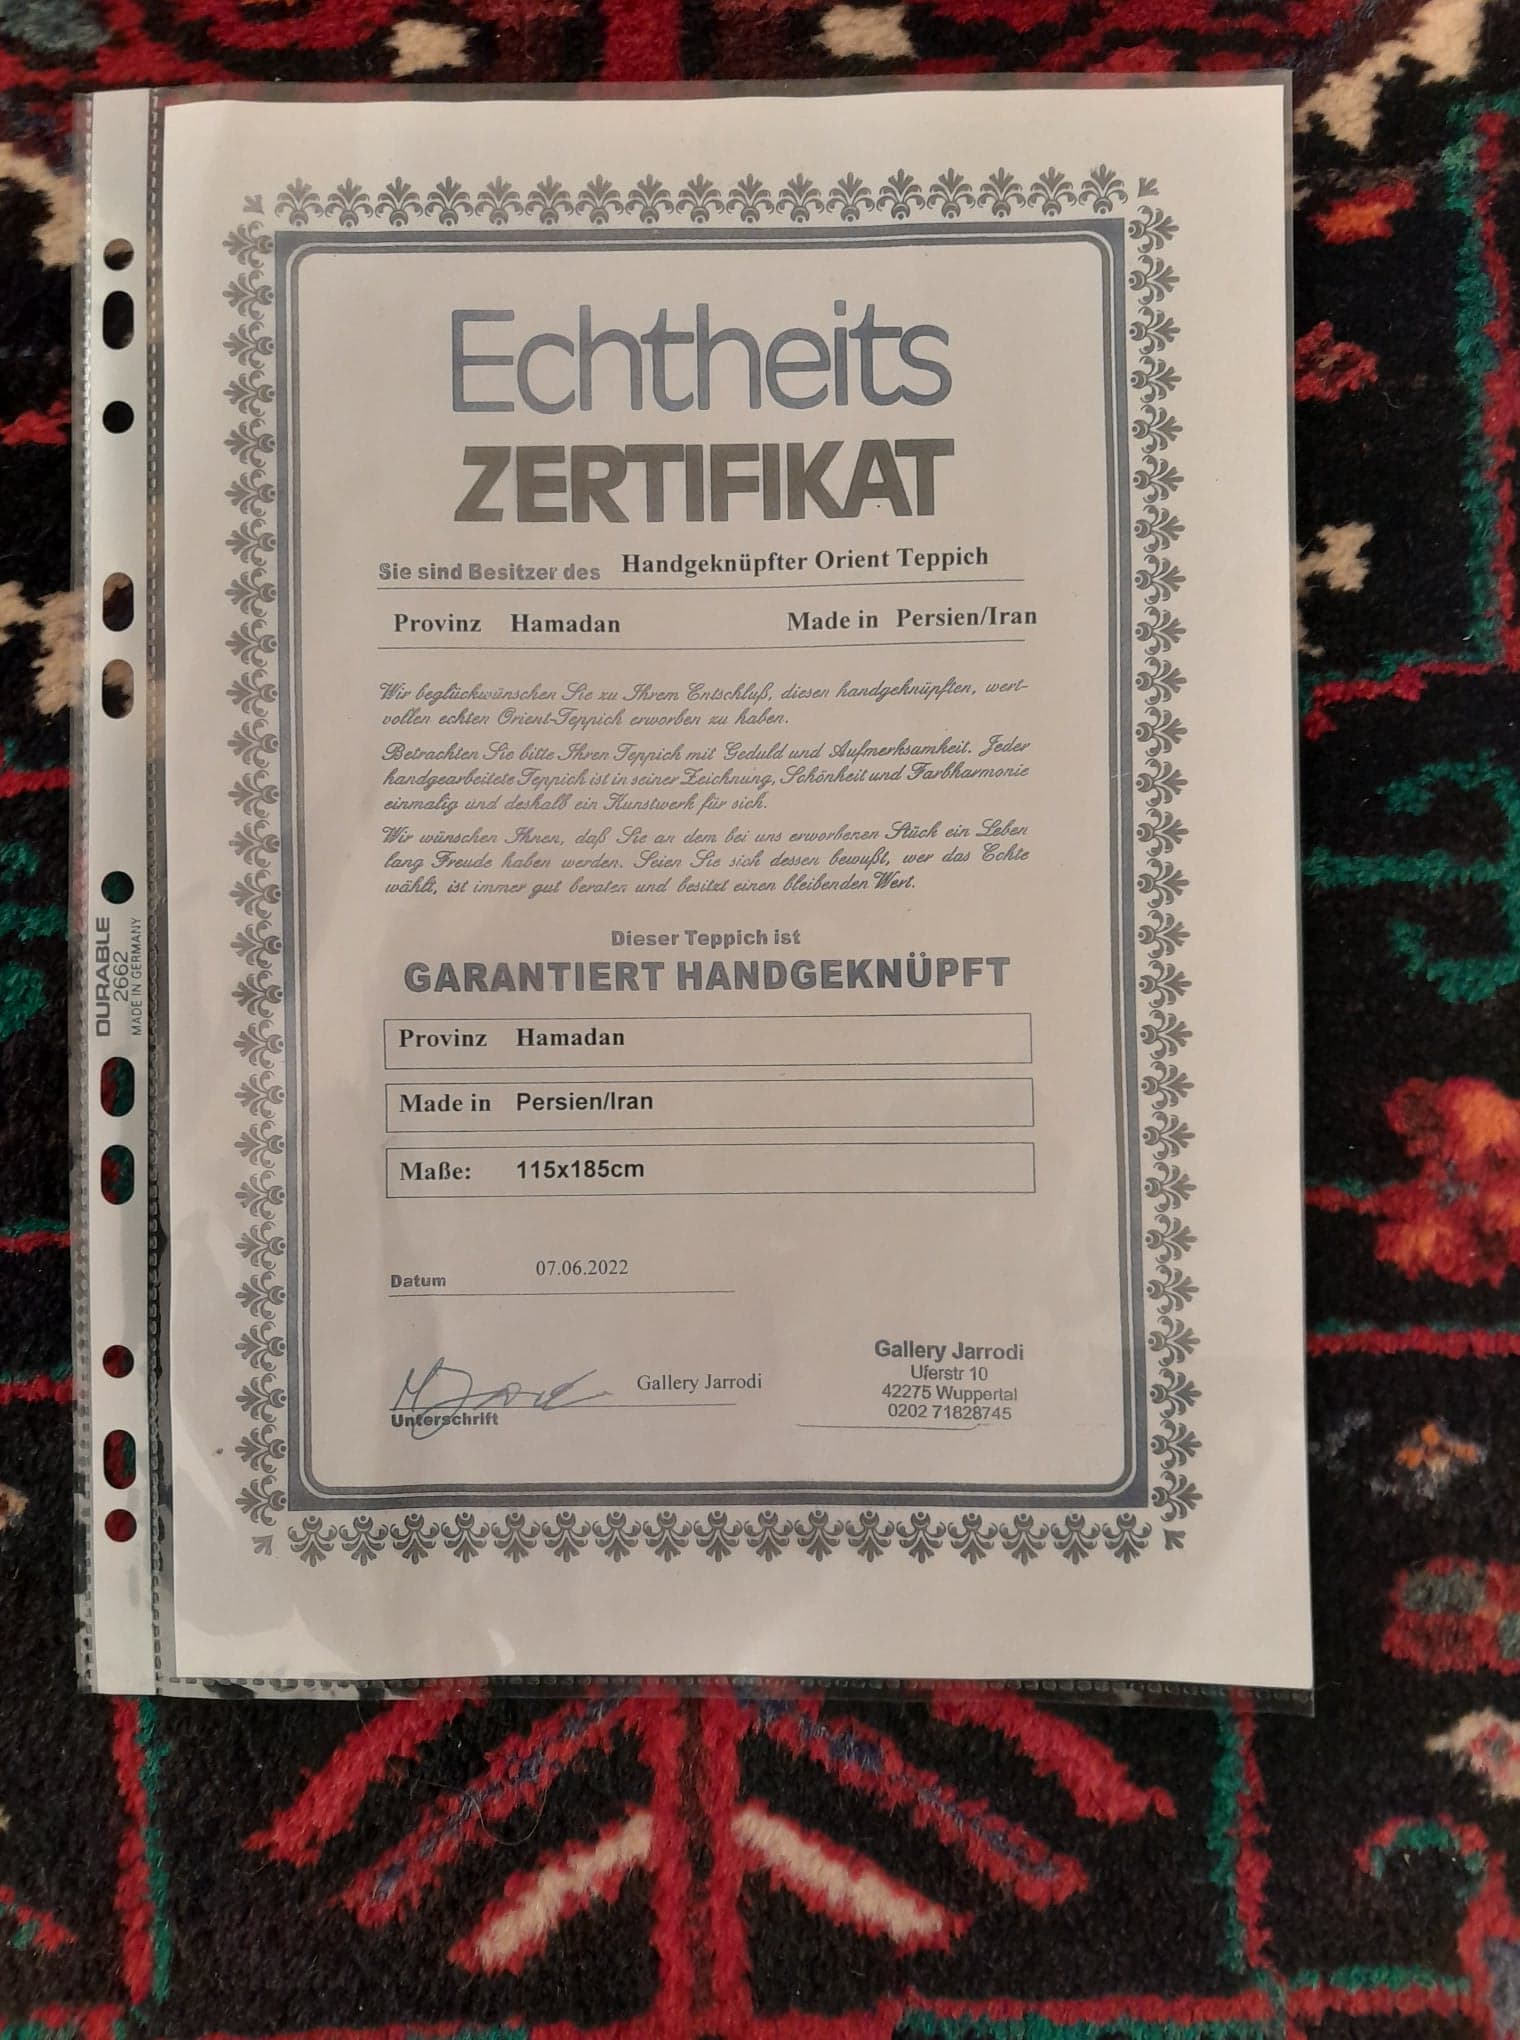 Echtheits
ZERTIFIKAT
Sie sind Besitzer des Handgeknüpfter Orient Teppich
Provinz Hamadan Made in Persien/Iran
Wir beglückwünschen Sie zu Ihrem Entschluß, diesen handgeknüpften, wert-
vollen echten Orient-Teppich erworben zu haben.
Betrachten Sie bitte Ihren Teppich mit Geduld und Aufmerksamkeit. Jeder
handgearbeitete Teppich ist in seiner Zeichnung, Schönheit und Farbharmonie
einmalig und deshalb ein Kunstwerk für sich.
Wir wünschen Ihnen, daß Sie an dem bei uns erworbenen Stück ein Leben
lang Freude haben werden. Seien Sie sich dessen bewußt, wer das Echte
wählt, ist immer gut beraten und besitzt einen bleibenden Wert.
Dieser Teppich ist
GARANTIERT HANDGEKNÜPFT
Provinz Hamadan
Made in Persien/Iran
Maße: 115x185cm
Datum 07.06.2022
Gallery Jarrodi
Unterschrift
Gallery Jarrodi
Uferstr 10
42275 Wuppertal
0202 71828745
DURABLE
2662
MADE IN GERMANY